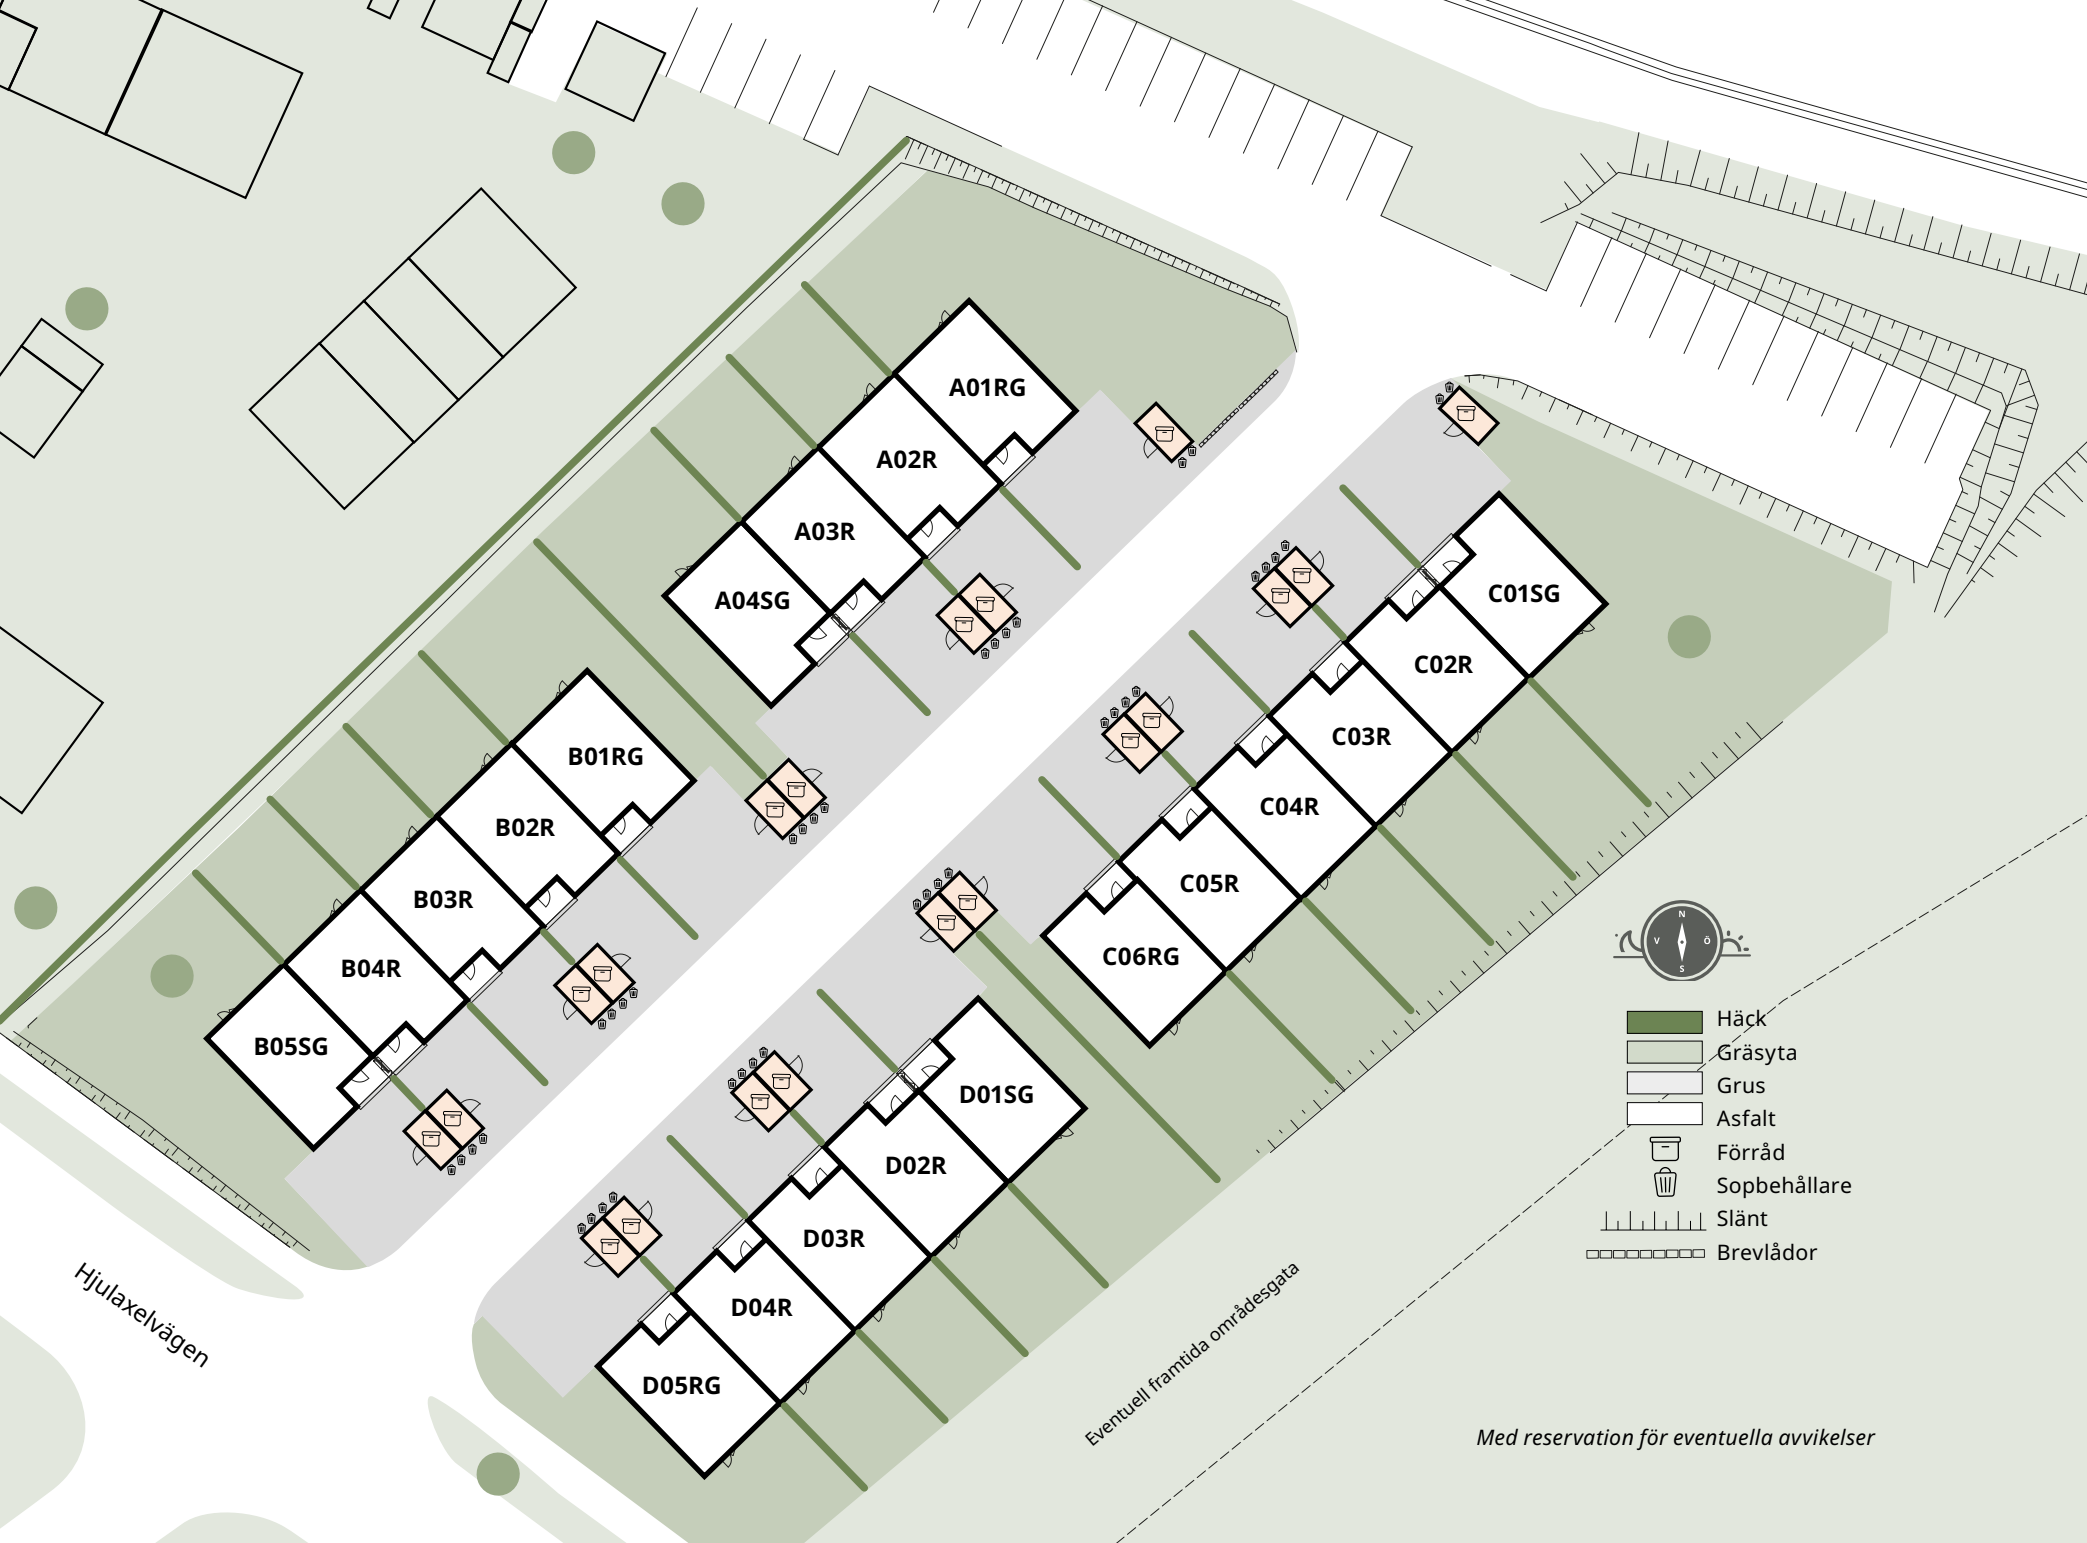 A01RG
A02R
A03R
A04SG
B01RG
B02R
B03R
B04R
B05SG
C01SG
C02R
C03R
C04R
C05R
C06RG
D01SG
D02R
D03R
D04R
D05RG
Hjulaxelvägen
Eventuell framtida områdesgata
N
V Ö
S
Häck
Gräsyta
Grus
Asfalt
Förråd
Sopbehållare
Slänt
Brevlådor
Med reservation för eventuella avvikelser